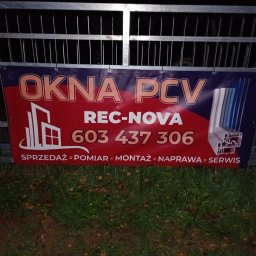 OKNA PCV
REC-NOVA
603 437 306
SPRZEDAŻ • POMIAR • MONTAŻ • NAPRAWA • SERWIS